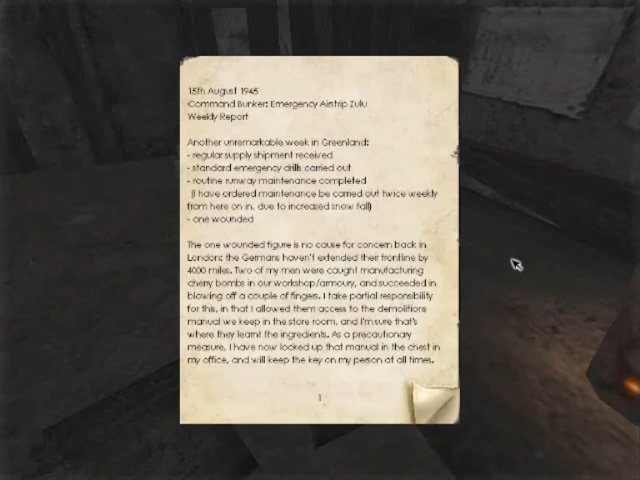 15th August 1945
Command Bunker: Emergency Airstrip Zulu
Weekly Report
Another unremarkable week in Greenland:
- regular supply shipment received
- standard emergency drills carried out
- routine runway maintenance completed
(I have ordered maintenance be carried out twice weekly
from here on in, due to increased snow fall)
- one wounded
The one wounded figure is no cause for concern back in
London: the Germans haven't extended their frontline by
4000 miles. Two of my men were caught manufacturing
cherry bombs in our workshop/armoury, and succeeded in
blowing off a couple of fingers. I take partial responsibility
for this, in that I allowed them access to the demolitions
manual we keep in the store room, and I'm sure that's
where they learnt the ingredients. As a precautionary
measure, I have now locked up that manual in the chest in
my office, and will keep the key on my person at all times.
1